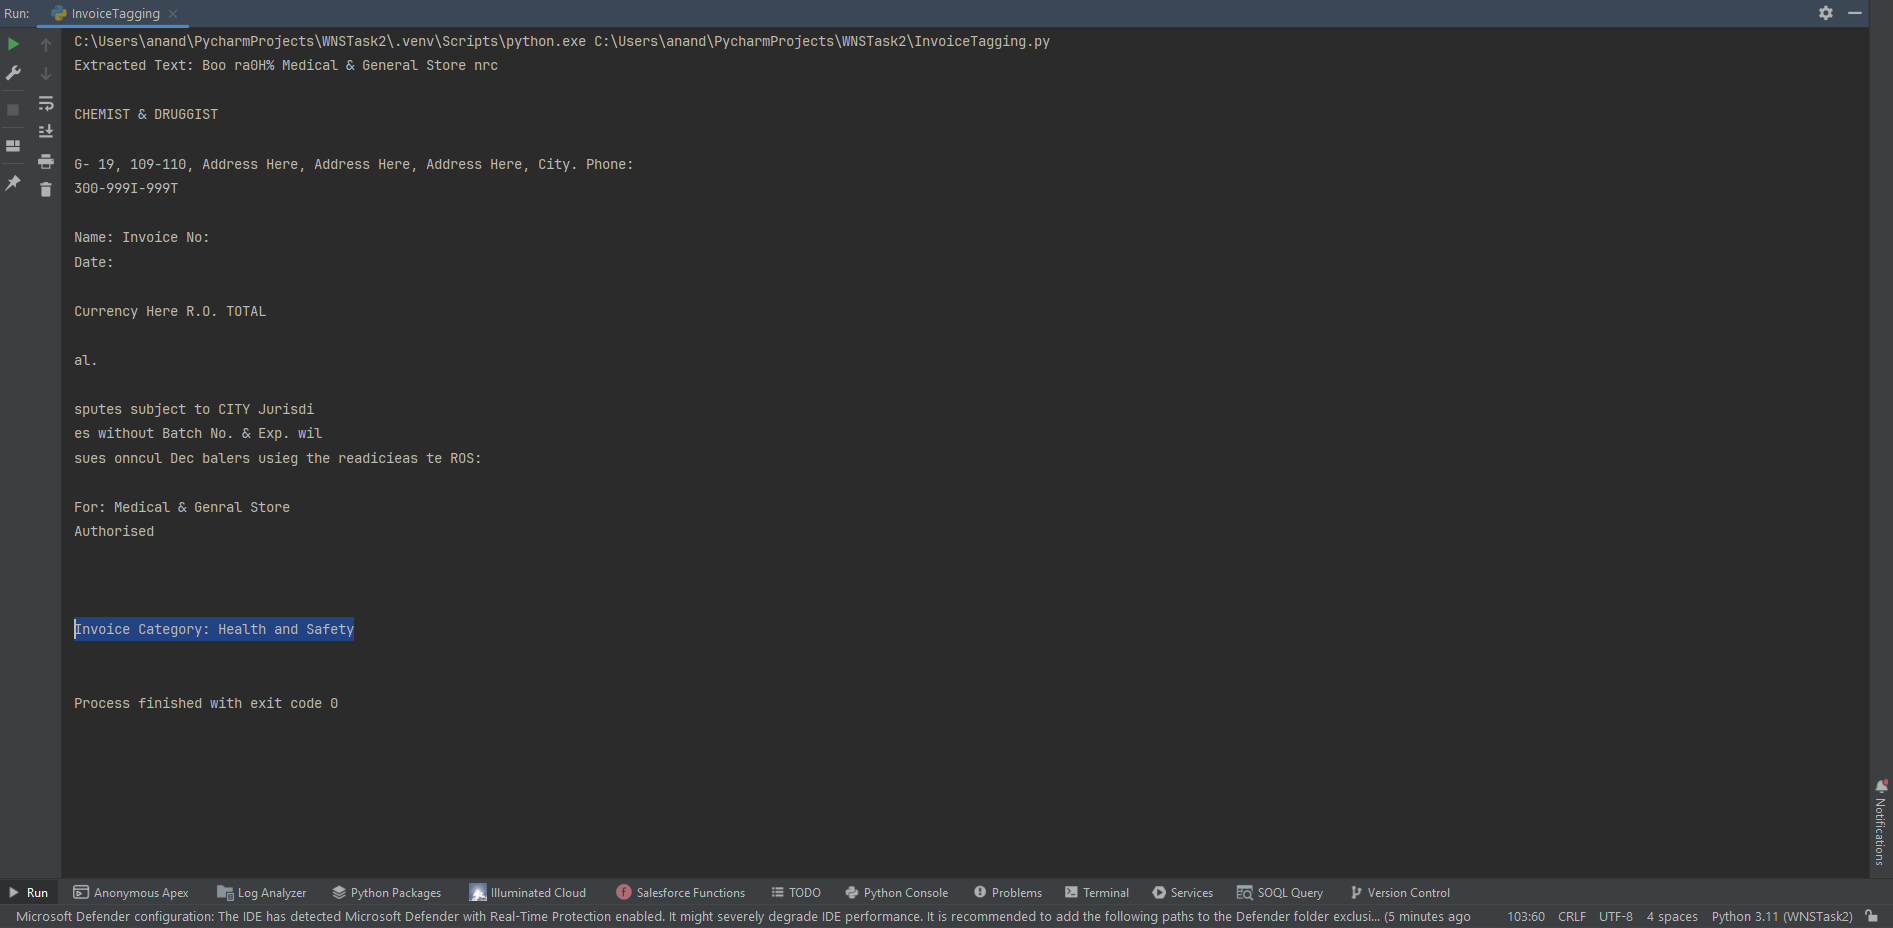 Run: InvoiceTagging
C:\Users\anand\PycharmProjects\WNSTask2\.venv\Scripts\python.exe C:\Users\anand\PycharmProjects\WNSTask2\InvoiceTagging.py
Extracted Text: Boo ra0H% Medical & General Store nrc
CHEMIST & DRUGGIST
G- 19, 109-110, Address Here, Address Here, Address Here, City. Phone:
300-999I-999T
Name: Invoice No:
Date:
Currency Here R.O. TOTAL
al.
sputes subject to CITY Jurisdi
es without Batch No. & Exp. wil
sues onncul Dec balers usieg the readicieas te ROS:
For: Medical & Genral Store
Authorised
Invoice Category: Health and Safety
Process finished with exit code 0
Notifications
Run Anonymous Apex Log Analyzer Python Packages Illuminated Cloud Salesforce Functions TODO Python Console Problems Terminal Services SOQL Query Version Control
Microsoft Defender configuration: The IDE has detected Microsoft Defender with Real-Time Protection enabled. It might severely degrade IDE performance. It is recommended to add the following paths to the Defender folder exclusi... (5 minutes ago 103:60 CRLF UTF-8 4 spaces Python 3.11 (WNSTask2)